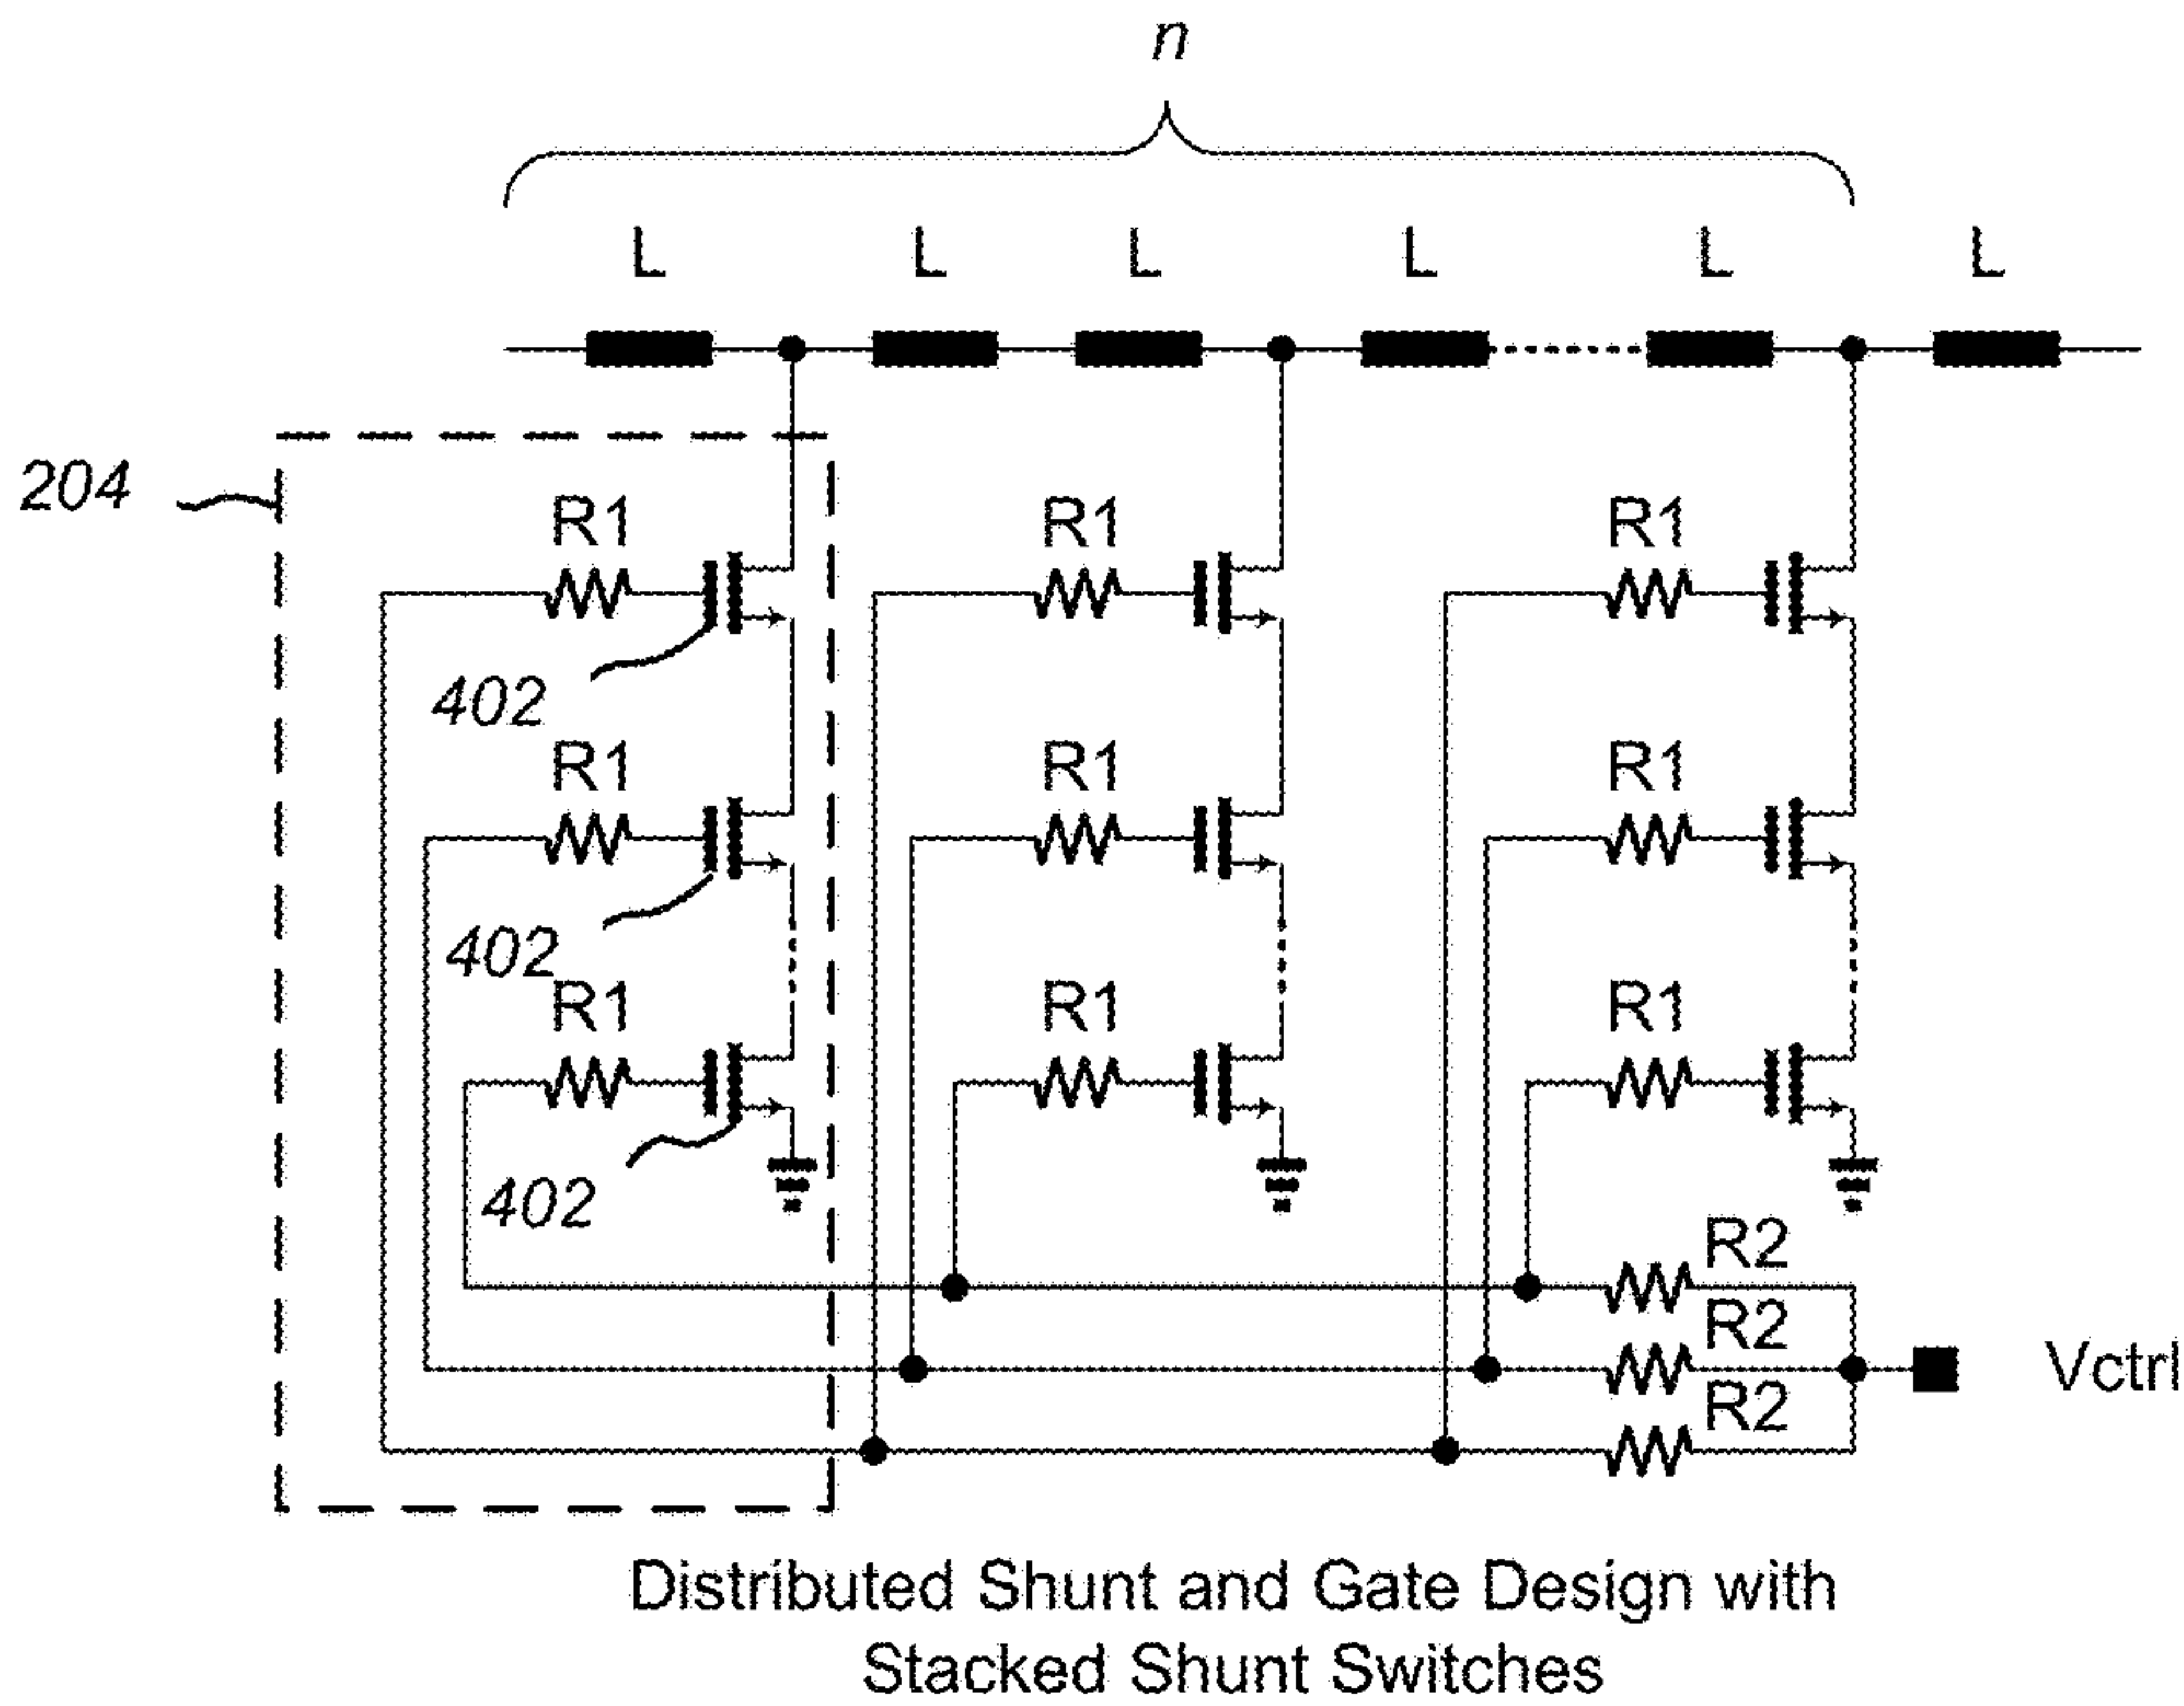 n
L L L L L L
204
R1 R1 R1
402
R1 R1 R1
402
R1 R1 R1
402
R2
R2
Vctrl
R2
Distributed Shunt and Gate Design with
Stacked Shunt Switches